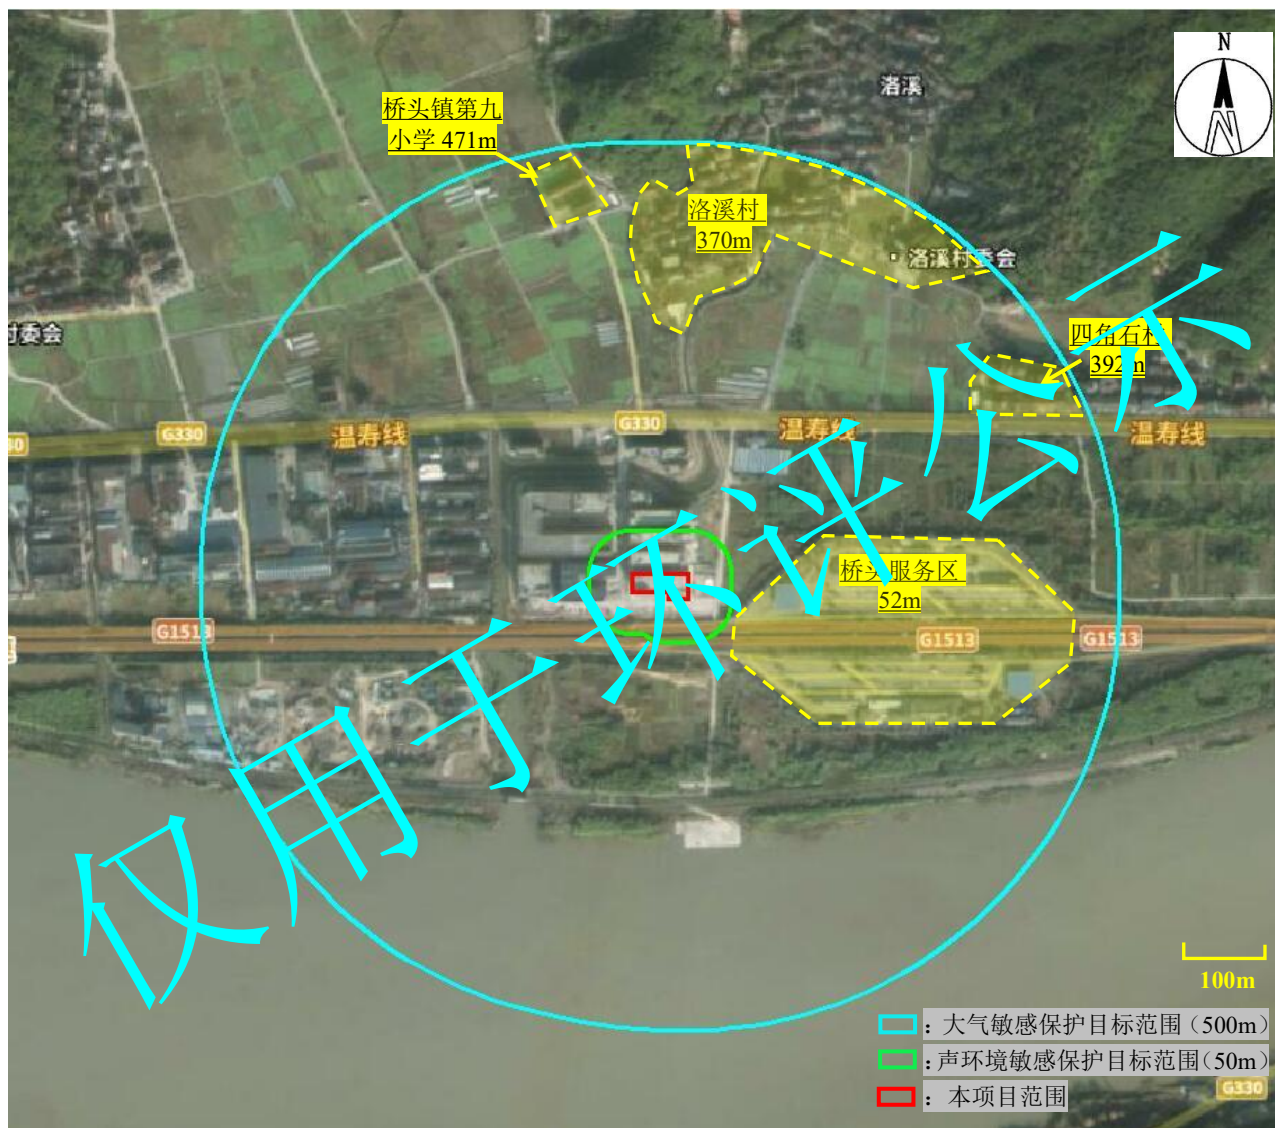 N
洛溪
桥头镇第九
小学 471m
洛溪村
370m
洛溪村委会
村委会
四角石村
392m
G330
G330
温寿线
温寿线
温寿线
桥头服务区
52m
G1513
G1513
G1513
仅用于环评公示
100m
：大气敏感保护目标范围（500m）
：声环境敏感保护目标范围（50m）
：本项目范围
G330